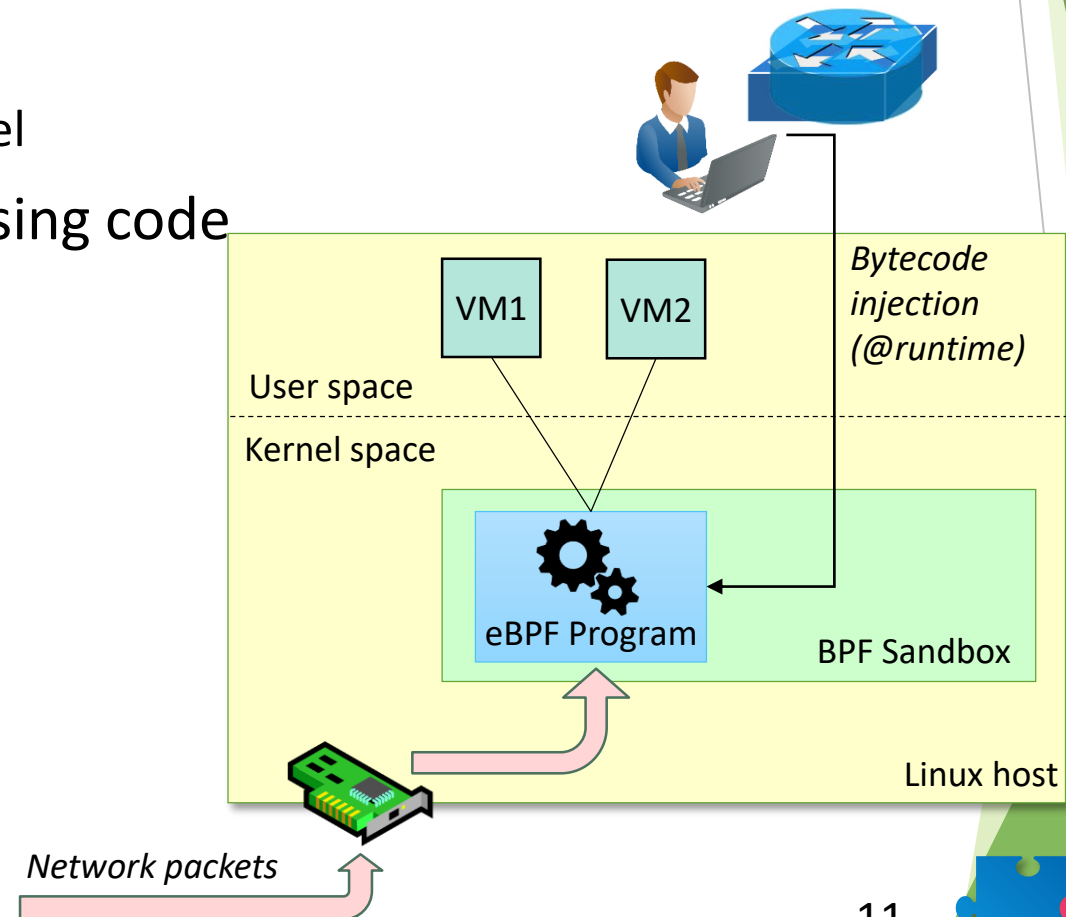 el
sing code
Bytecode
injection
(@runtime)
VM1
VM2
User space
Kernel space
eBPF Program
BPF Sandbox
Linux host
Network packets
11